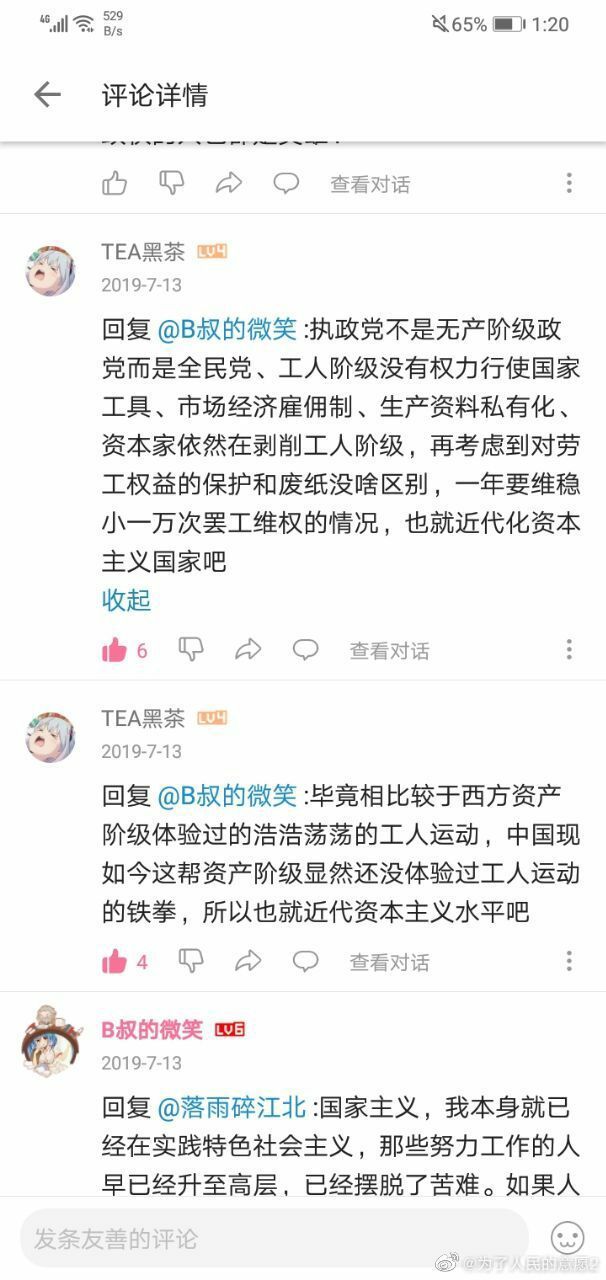 4G
529
B/s
65%
1:20
评论详情
查看对话
TEA黑茶 LV4
2019-7-13
回复 @B叔的微笑 :执政党不是无产阶级政
党而是全民党、工人阶级没有权力行使国家
工具、市场经济雇佣制、生产资料私有化、
资本家依然在剥削工人阶级，再考虑到对劳
工权益的保护和废纸没啥区别，一年要维稳
小一万次罢工维权的情况，也就近代化资本
主义国家吧
收起
6 查看对话
TEA黑茶 LV4
2019-7-13
回复 @B叔的微笑 :毕竟相比较于西方资产
阶级体验过的浩浩荡荡的工人运动，中国现
如今这帮资产阶级显然还没体验过工人运动
的铁拳，所以也就近代资本主义水平吧
4 查看对话
B叔的微笑 LV6
2019-7-13
回复 @落雨碎江北 :国家主义，我本身就已
经在实践特色社会主义，那些努力工作的人
早已经升至高层，已经摆脱了苦难。如果人
发条友善的评论
@为了人民的意愿2